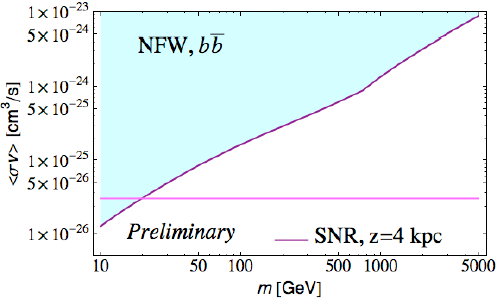 1×10⁻²³
5×10⁻²⁴
NFW, bb̅
1×10⁻²⁴
5×10⁻²⁵
<σv> [cm³/s]
1×10⁻²⁵
5×10⁻²⁶
1×10⁻²⁶
Preliminary
SNR, z=4 kpc
10 50 100 500 1000 5000
m [GeV]